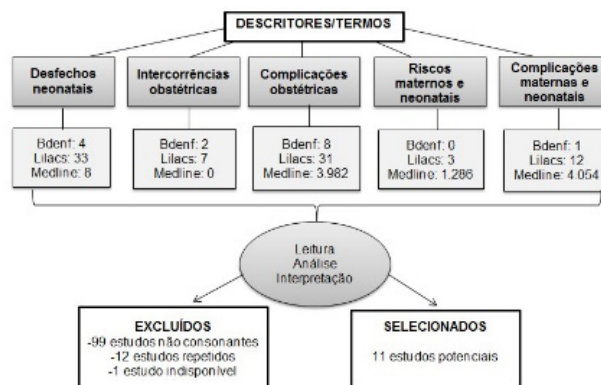 DESCRITORES/TERMOS
Desfechos
neonatais
Intercorrências
obstétricas
Complicações
obstétricas
Riscos
maternos e
neonatais
Complicações
maternas e
neonatais
Bdenf: 4
Lilacs: 33
Medline: 8
Bdenf: 2
Lilacs: 7
Medline: 0
Bdenf: 8
Lilacs: 31
Medline: 3.982
Bdenf: 0
Lilacs: 3
Medline: 1.286
Bdenf: 1
Lilacs: 12
Medline: 4.054
Leitura
Análise
Interpretação
EXCLUÍDOS
-99 estudos não consonantes
-12 estudos repetidos
-1 estudo indisponível
SELECIONADOS
11 estudos potenciais